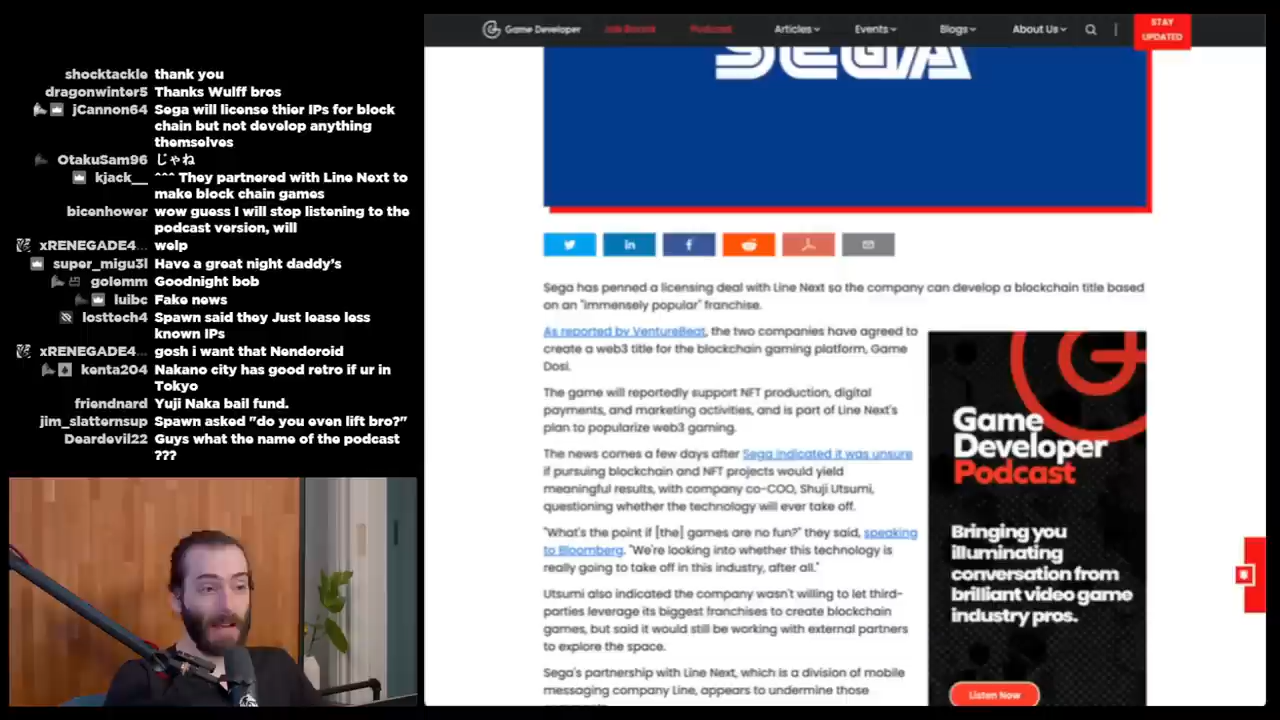 Game Developer
Job Board
Podcast
Articles
Events
Blogs
About Us
STAY
UPDATED
SEGA
shocktackle thank you
dragonwinter5 Thanks Wulff bros
jCannon64 Sega will license thier IPs for block
chain but not develop anything
themselves
OtakuSam96 じゃね
kjack__ ^^^ They partnered with Line Next to
make block chain games
bicenhower wow guess I will stop listening to the
podcast version, will
xRENEGADE4... welp
super_migu3l Have a great night daddy's
golemm Goodnight bob
luibc Fake news
losttech4 Spawn said they Just lease less
known IPs
xRENEGADE4... gosh i want that Nendoroid
kenta204 Nakano city has good retro if ur in
Tokyo
friendnard Yuji Naka bail fund.
jim_slaternsup Spawn asked "do you even lift bro?"
Deardevil22 Guys what the name of the podcast
???
in
f
Sega has penned a licensing deal with Line Next so the company can develop a blockchain title based
on an "immensely popular" franchise.
As reported by VentureBeat, the two companies have agreed to
create a web3 title for the blockchain gaming platform, Game
Dosi.
The game will reportedly support NFT production, digital
payments, and marketing activities, and is part of Line Next's
plan to popularize web3 gaming.
The news comes a few days after Sega indicated it was unsure
if pursuing blockchain and NFT projects would yield
meaningful results, with company co-COO, Shuji Utsumi,
questioning whether the technology will ever take off.
"What's the point if [the] games are no fun?" they said, speaking
to Bloomberg. "We're looking into whether this technology is
really going to take off in this industry, after all."
Utsumi also indicated the company wasn't willing to let third-
parties leverage its biggest franchises to create blockchain
games, but said it would still be working with external partners
to explore the space.
Sega's partnership with Line Next, which is a division of mobile
messaging company Line, appears to undermine those
Game
Developer
Podcast
Bringing you
illuminating
conversation from
brilliant video game
industry pros.
Listen Now